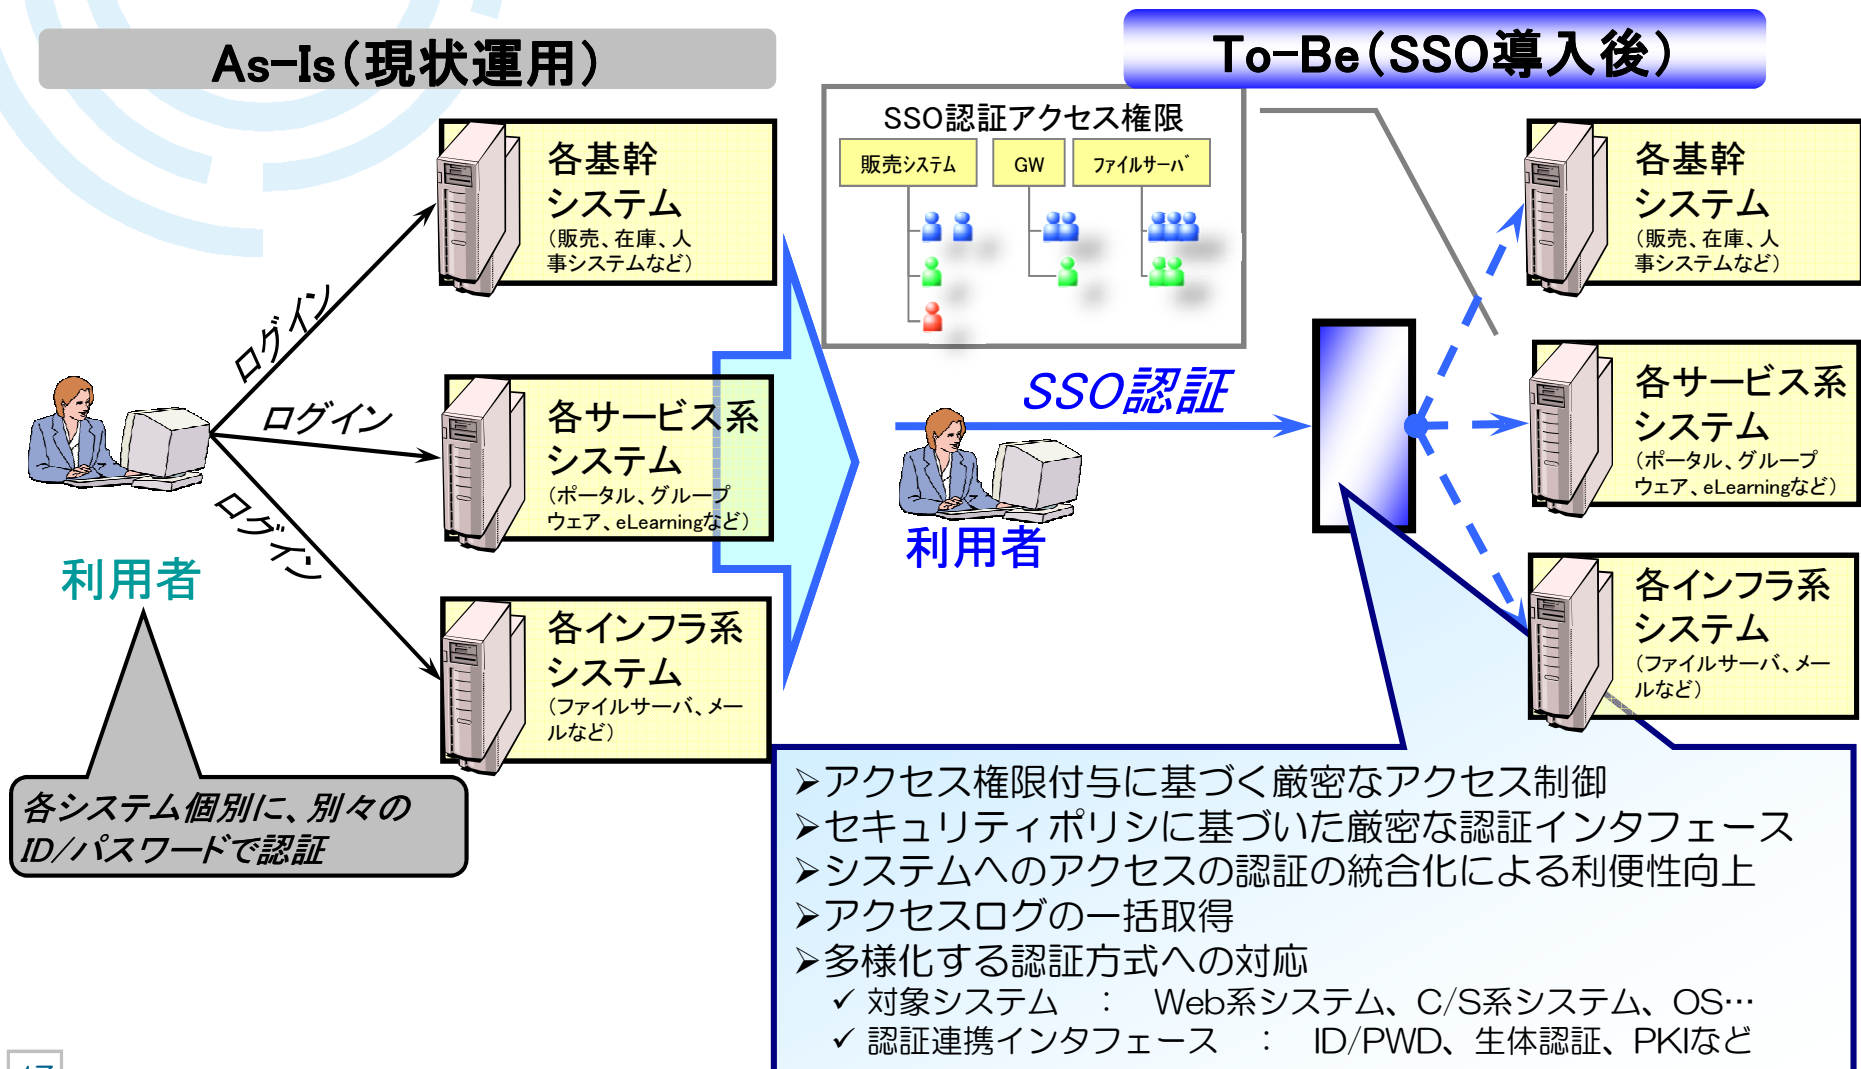 As-Is（現状運用）
To-Be（SSO導入後）
各基幹
システム
（販売、在庫、人
事システムなど）
ログイン
ログイン
ログイン
各サービス系
システム
（ポータル、グループ
ウェア、eLearningなど）
利用者
各インフラ系
システム
（ファイルサーバ、メー
ルなど）
各システム個別に、別々の
ID/パスワードで認証
SSO認証アクセス権限
販売システム
GW
ファイルサーバ
SSO認証
利用者
各基幹
システム
（販売、在庫、人
事システムなど）
各サービス系
システム
（ポータル、グループ
ウェア、eLearningなど）
各インフラ系
システム
（ファイルサーバ、メー
ルなど）
➢アクセス権限付与に基づく厳密なアクセス制御
➢セキュリティポリシに基づいた厳密な認証インタフェース
➢システムへのアクセスの認証の統合化による利便性向上
➢アクセスログの一括取得
➢多様化する認証方式への対応
✓ 対象システム ： Web系システム、C/S系システム、OS…
✓ 認証連携インタフェース ： ID/PWD、生体認証、PKIなど